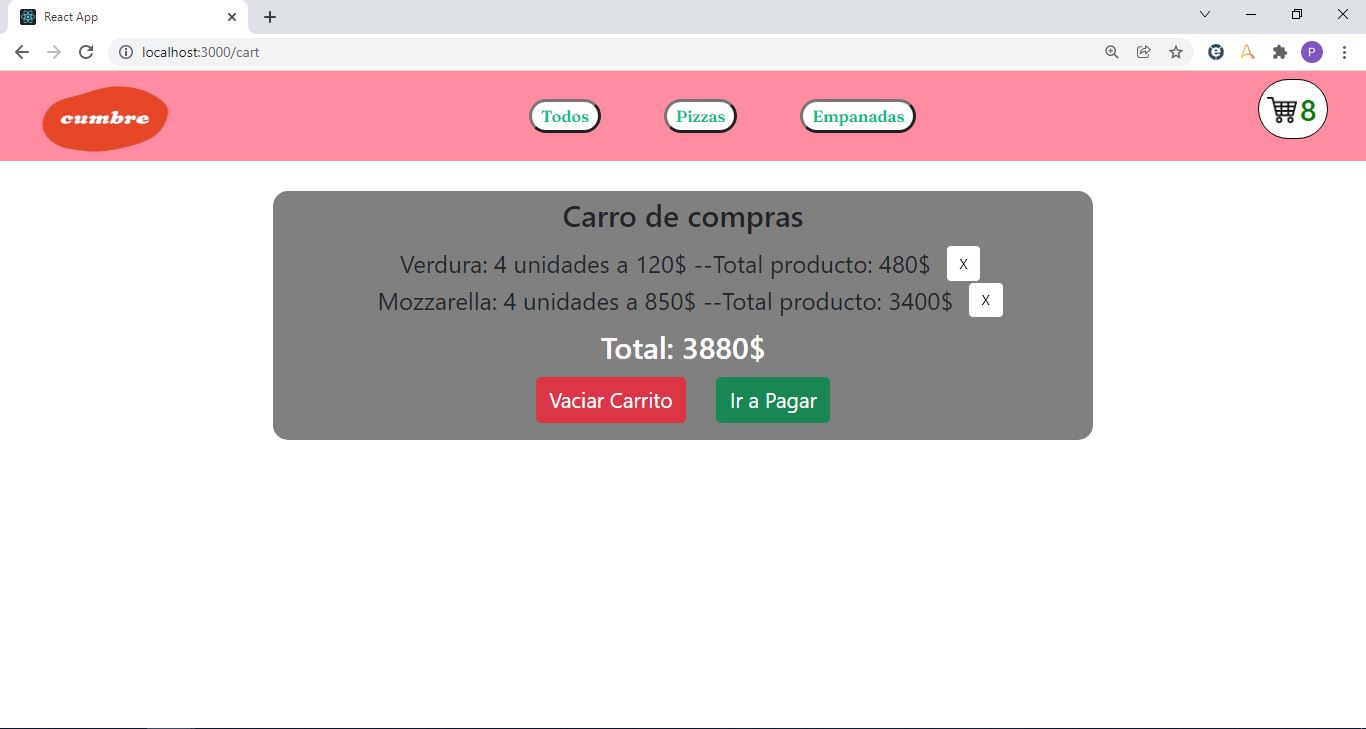 React App
localhost:3000/cart
P
cumbre
Todos
Pizzas
Empanadas
8
Carro de compras
Verdura: 4 unidades a 120$ --Total producto: 480$ X
Mozzarella: 4 unidades a 850$ --Total producto: 3400$ X
Total: 3880$
Vaciar Carrito
Ir a Pagar